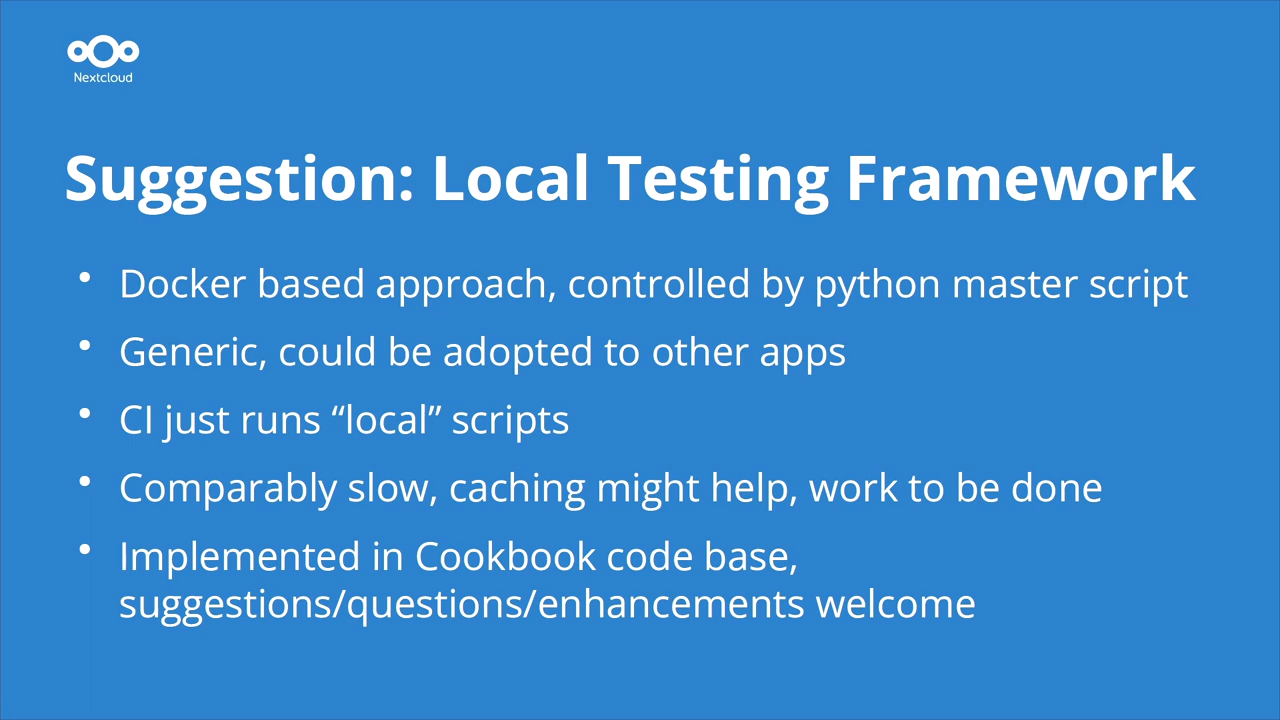 Nextcloud
Suggestion: Local Testing Framework
• Docker based approach, controlled by python master script
• Generic, could be adopted to other apps
• CI just runs “local” scripts
• Comparably slow, caching might help, work to be done
• Implemented in Cookbook code base,
suggestions/questions/enhancements welcome